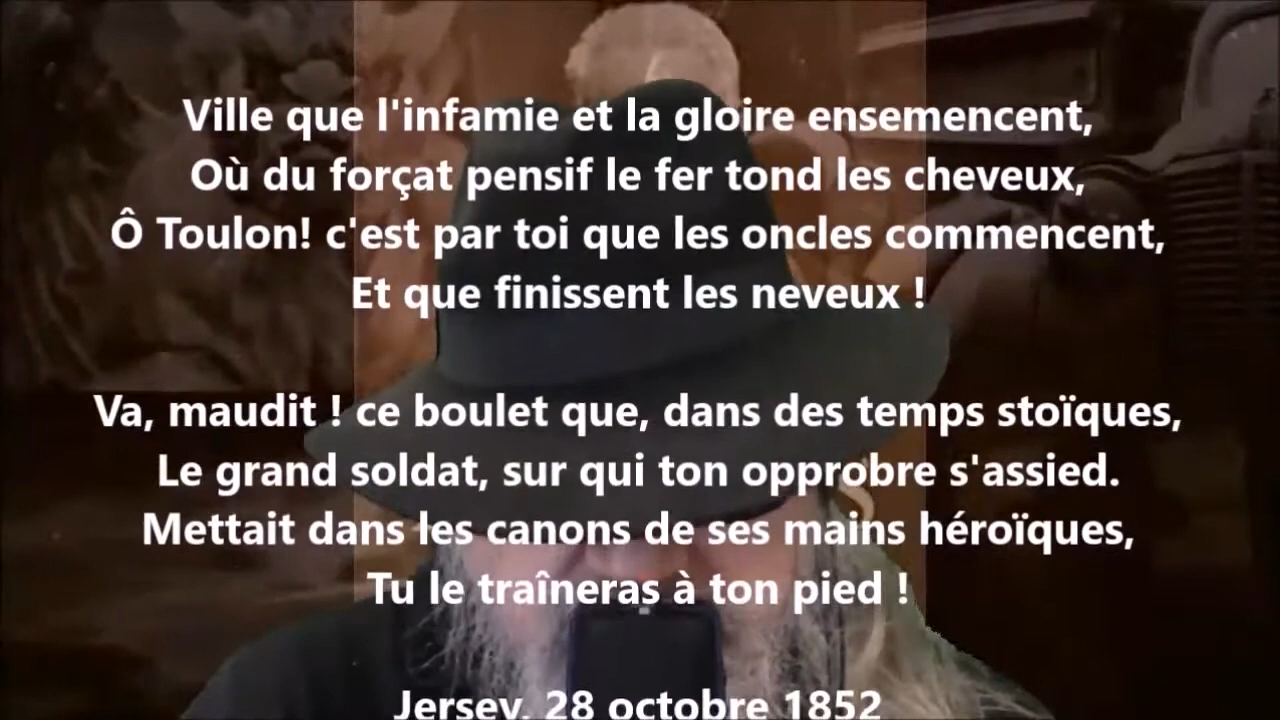 Ville que l'infamie et la gloire ensemencent,
Où du forçat pensif le fer tond les cheveux,
Ô Toulon! c'est par toi que les oncles commencent,
Et que finissent les neveux !
Va, maudit ! ce boulet que, dans des temps stoïques,
Le grand soldat, sur qui ton opprobre s'assied.
Mettait dans les canons de ses mains héroïques,
Tu le traîneras à ton pied !
Jersey, 28 octobre 1852